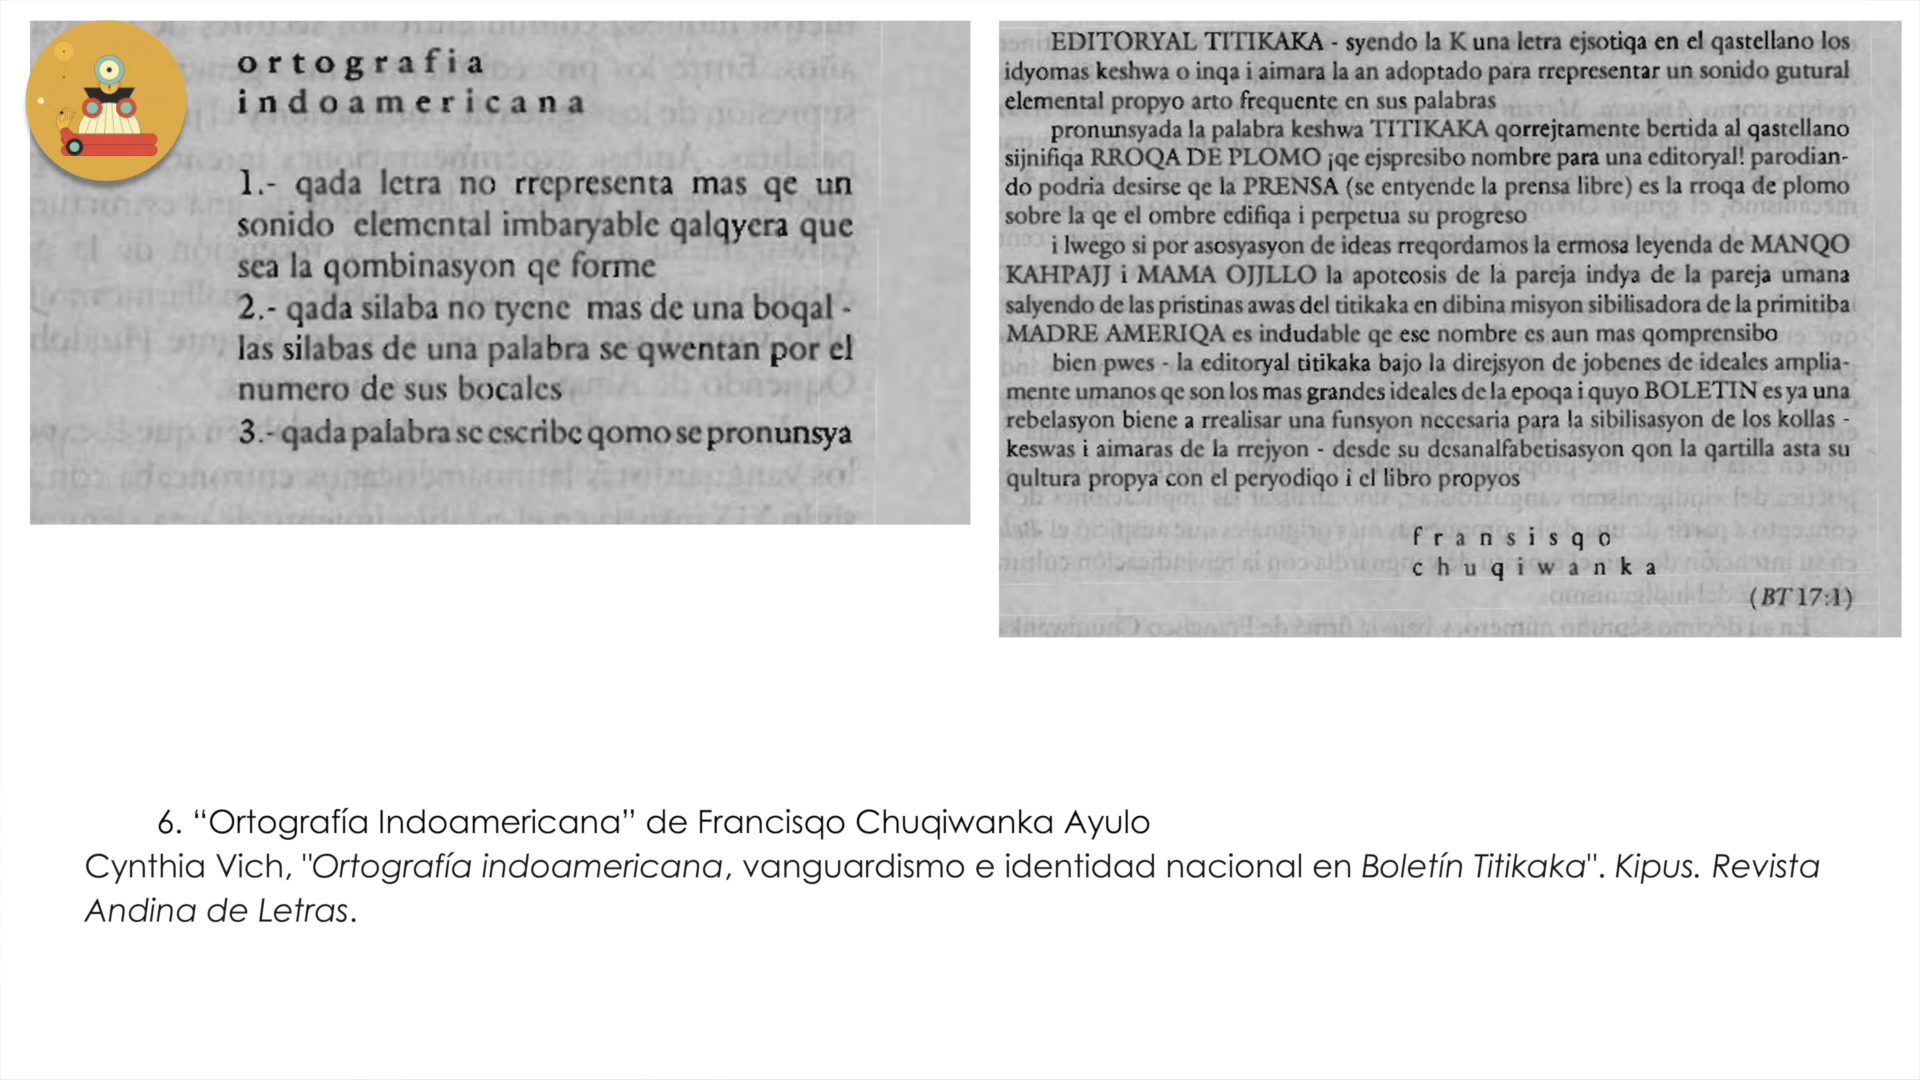 ortografia
indoamericana
1.- qada letra no rrepresenta mas qe un
sonido elemental imbaryable qalqyera que
sea la qombinasyon qe forme
2.- qada silaba no tyene mas de una boqal -
las silabas de una palabra se qwentan por el
numero de sus bocales
3.- qada palabra se escribe qomo se pronunsya
EDITORYAL TITIKAKA - syendo la K una letra ejsotiqa en el qastellano los
idyomas keshwa o inqa i aimara la an adoptado para rrepresentar un sonido gutural
elemental propyo arto frequente en sus palabras
pronunsyada la palabra keshwa TITIKAKA qorrejtamente bertida al qastellano
sijnifiqa RROQA DE PLOMO ¡qe ejspresibo nombre para una editoryal! parodian-
do podria desirse qe la PRENSA (se entyende la prensa libre) es la rroqa de plomo
sobre la qe el ombre edifiqa i perpetua su progreso
i lwego si por asosyasyon de ideas rreqordamos la ermosa leyenda de MANQO
KAHPAJJ i MAMA OJJLLO la apoteosis de la pareja indya de la pareja umana
salyendo de las pristinas awas del titikaka en dibina misyon sibilisadora de la primitiba
MADRE AMERIQA es indudable qe ese nombre es aun mas qomprensibo
bien pwes - la editoryal titikaka bajo la direjsyon de jobenes de ideales amplia-
mente umanos qe son los mas grandes ideales de la epoqa i quyo BOLETIN es ya una
rebelasyon biene a rrealisar una funsyon necesaria para la sibilisasyon de los kollas -
keswas i aimaras de la rrejyon - desde su desanalfabetisasyon qon la qartilla asta su
qultura propya con el peryodiqo i el libro propyos
fransisqo
chuqiwanka
(BT 17:1)
6. “Ortografía Indoamericana” de Francisqo Chuqiwanka Ayulo
Cynthia Vich, "Ortografía indoamericana, vanguardismo e identidad nacional en Boletín Titikaka". Kipus. Revista
Andina de Letras.